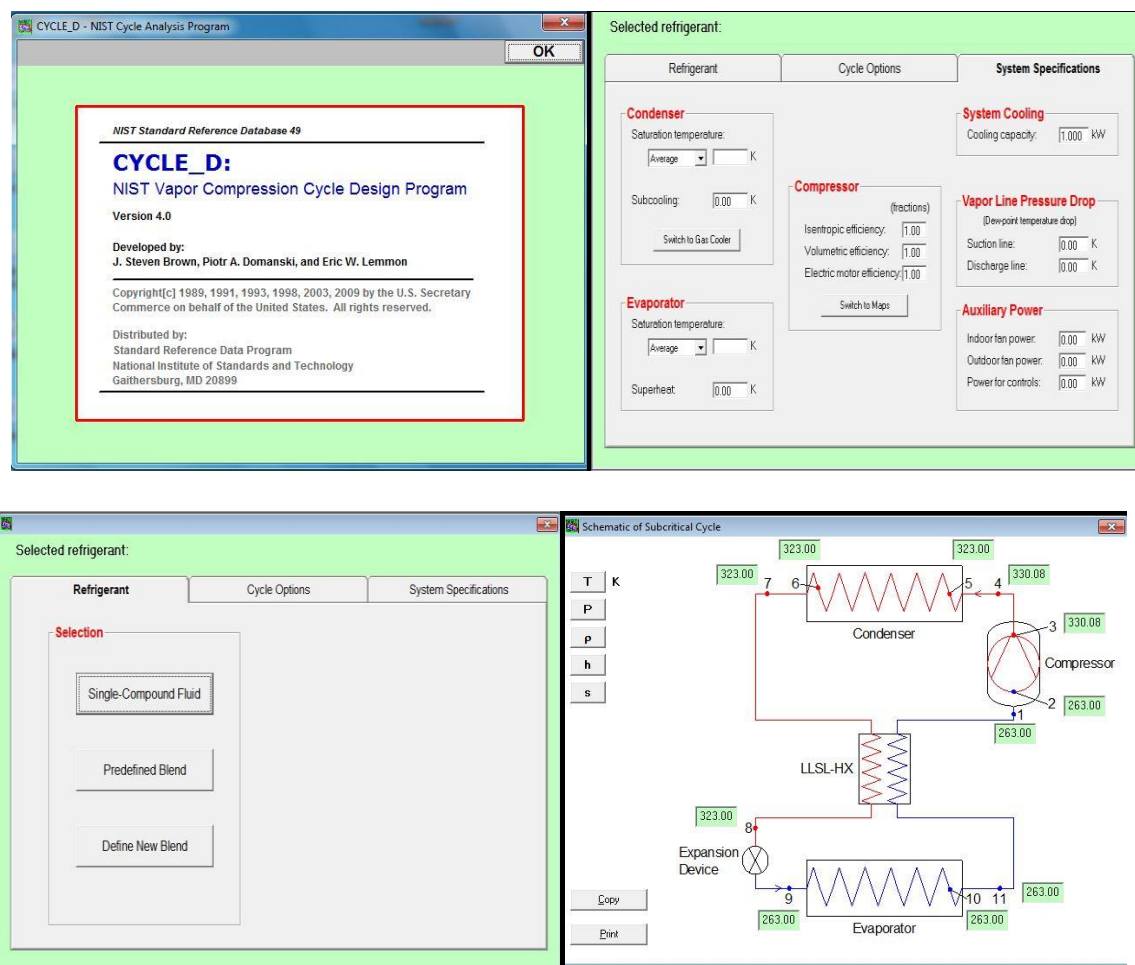 CYCLE_D - NIST Cycle Analysis Program
OK
NIST Standard Reference Database 49
CYCLE_D:
NIST Vapor Compression Cycle Design Program
Version 4.0
Developed by:
J. Steven Brown, Piotr A. Domanski, and Eric W. Lemmon
Copyright[c] 1989, 1991, 1993, 1998, 2003, 2009 by the U.S. Secretary
Commerce on behalf of the United States. All rights reserved.
Distributed by:
Standard Reference Data Program
National Institute of Standards and Technology
Gaithersburg, MD 20899
Selected refrigerant:
Refrigerant Cycle Options System Specifications
Condenser
Saturation temperature:
Average K
Subcooling: 0.00 K
Switch to Gas Cooler
Evaporator
Saturation temperature:
Average K
Superheat: 0.00 K
Compressor
(fractions)
Isentropic efficiency: 1.00
Volumetric efficiency: 1.00
Electric motor efficiency: 1.00
Switch to Maps
System Cooling
Cooling capacity: 1.000 kW
Vapor Line Pressure Drop
(Dew-point temperature drop)
Suction line: 0.00 K
Discharge line: 0.00 K
Auxiliary Power
Indoor fan power: 0.00 kW
Outdoor fan power: 0.00 kW
Power for controls: 0.00 kW
Selected refrigerant:
Refrigerant Cycle Options System Specifications
Selection
Single-Compound Fluid
Predefined Blend
Define New Blend
Schematic of Subcritical Cycle
T K
P
ρ
h
s
Copy
Print
323.00 323.00
323.00 7 6 5 4 330.08
Condenser
3 330.08
Compressor
2 263.00
1
263.00
LLSL-HX
323.00
8
Expansion
Device
9 10 11 263.00
263.00 Evaporator 263.00